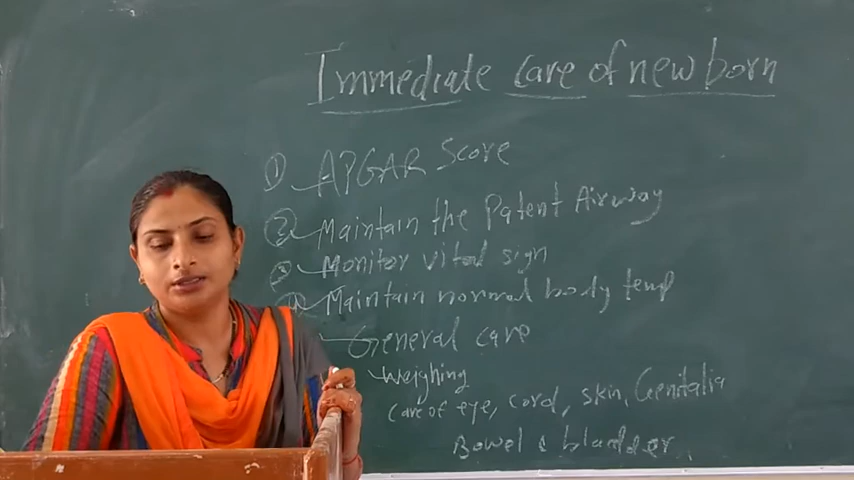 Immediate care of new born
① APGAR Score
② Maintain the Patent Airway
③ Monitor vital sign
④ Maintain normal body temp
General care
Weighing
care of eye, cord, skin, Genitalia
Bowel & bladder